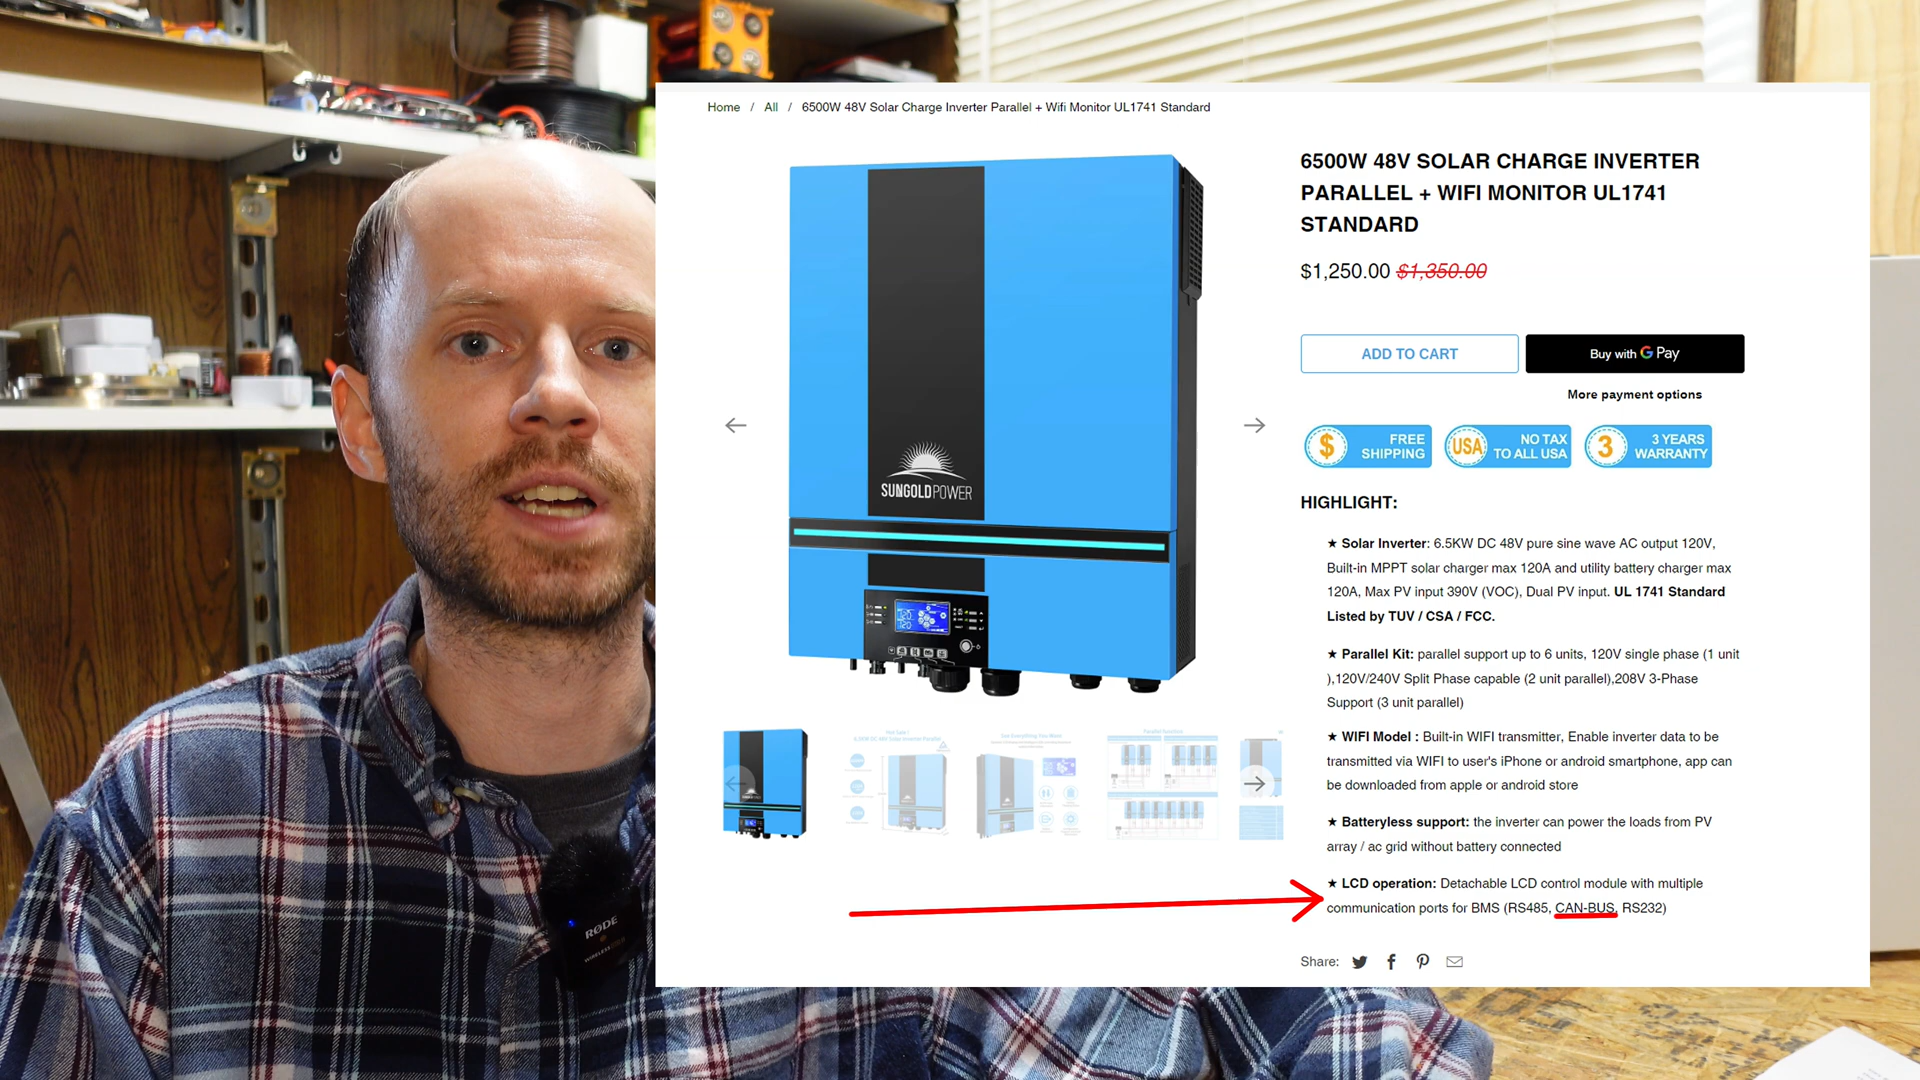 Home / All / 6500W 48V Solar Charge Inverter Parallel + Wifi Monitor UL1741 Standard
6500W 48V SOLAR CHARGE INVERTER
PARALLEL + WIFI MONITOR UL1741
STANDARD
$1,250.00 $1,350.00
ADD TO CART
Buy with G Pay
More payment options
$ FREE
SHIPPING
USA NO TAX
TO ALL USA
3 3 YEARS
WARRANTY
SUNGOLDPOWER
HIGHLIGHT:
★ Solar Inverter: 6.5KW DC 48V pure sine wave AC output 120V,
Built-in MPPT solar charger max 120A and utility battery charger max
120A, Max PV input 390V (VOC), Dual PV input. UL 1741 Standard
Listed by TUV / CSA / FCC.
★ Parallel Kit: parallel support up to 6 units, 120V single phase (1 unit
),120V/240V Split Phase capable (2 unit parallel),208V 3-Phase
Support (3 unit parallel)
★ WIFI Model : Built-in WIFI transmitter, Enable inverter data to be
transmitted via WIFI to user's iPhone or android smartphone, app can
be downloaded from apple or android store
★ Batteryless support: the inverter can power the loads from PV
array / ac grid without battery connected
★ LCD operation: Detachable LCD control module with multiple
communication ports for BMS (RS485, CAN-BUS, RS232)
Share:
RØDE